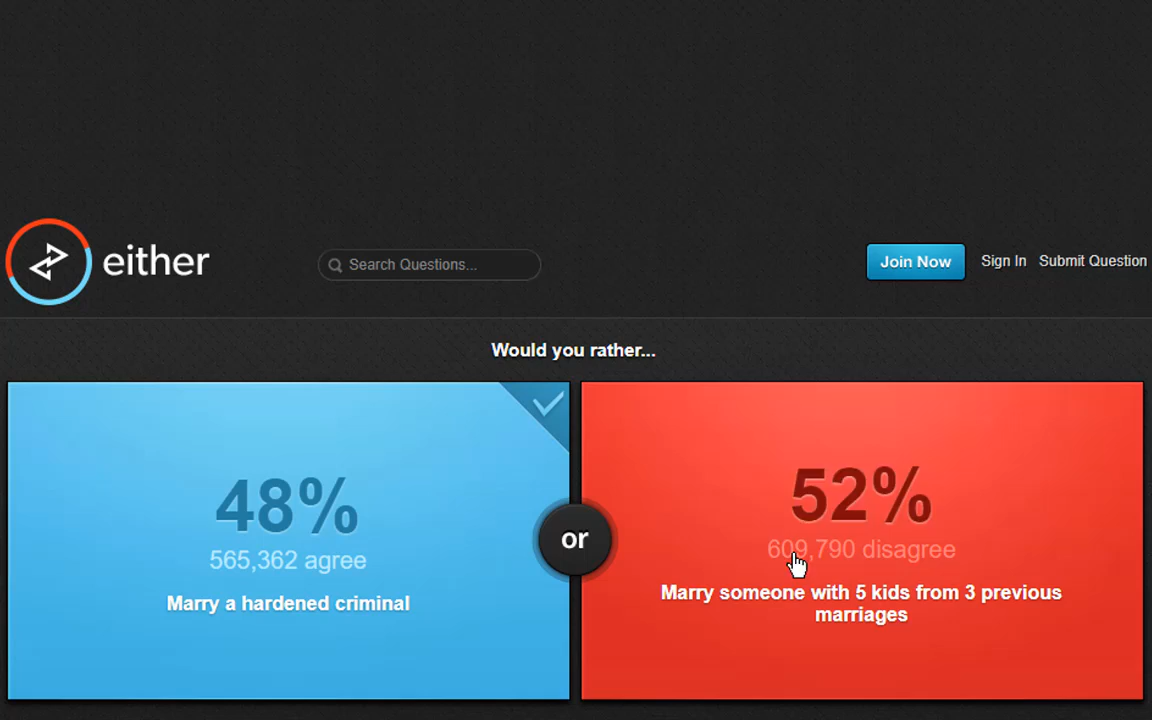 either
Search Questions...
Join Now
Sign In
Submit Question
Would you rather...
48%
565,362 agree
Marry a hardened criminal
or
52%
609,790 disagree
Marry someone with 5 kids from 3 previous
marriages